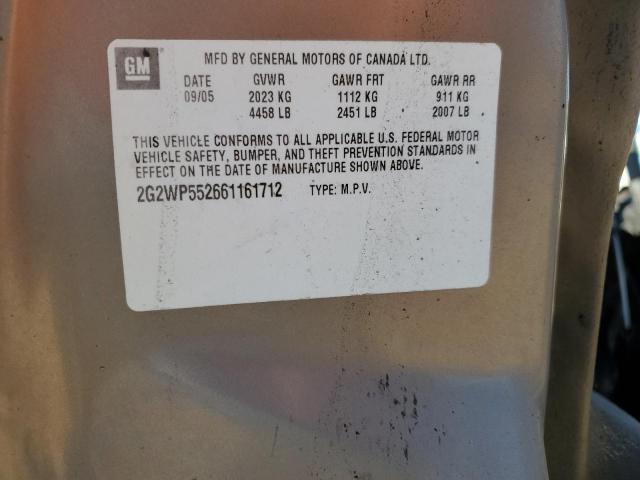 GM
MFD BY GENERAL MOTORS OF CANADA LTD.
DATE GVWR GAWR FRT GAWR RR
09/05 2023 KG 1112 KG 911 KG
4458 LB 2451 LB 2007 LB
THIS VEHICLE CONFORMS TO ALL APPLICABLE U.S. FEDERAL MOTOR
VEHICLE SAFETY, BUMPER, AND THEFT PREVENTION STANDARDS IN
EFFECT ON THE DATE OF MANUFACTURE SHOWN ABOVE.
2G2WP552661161712 TYPE: M.P.V.